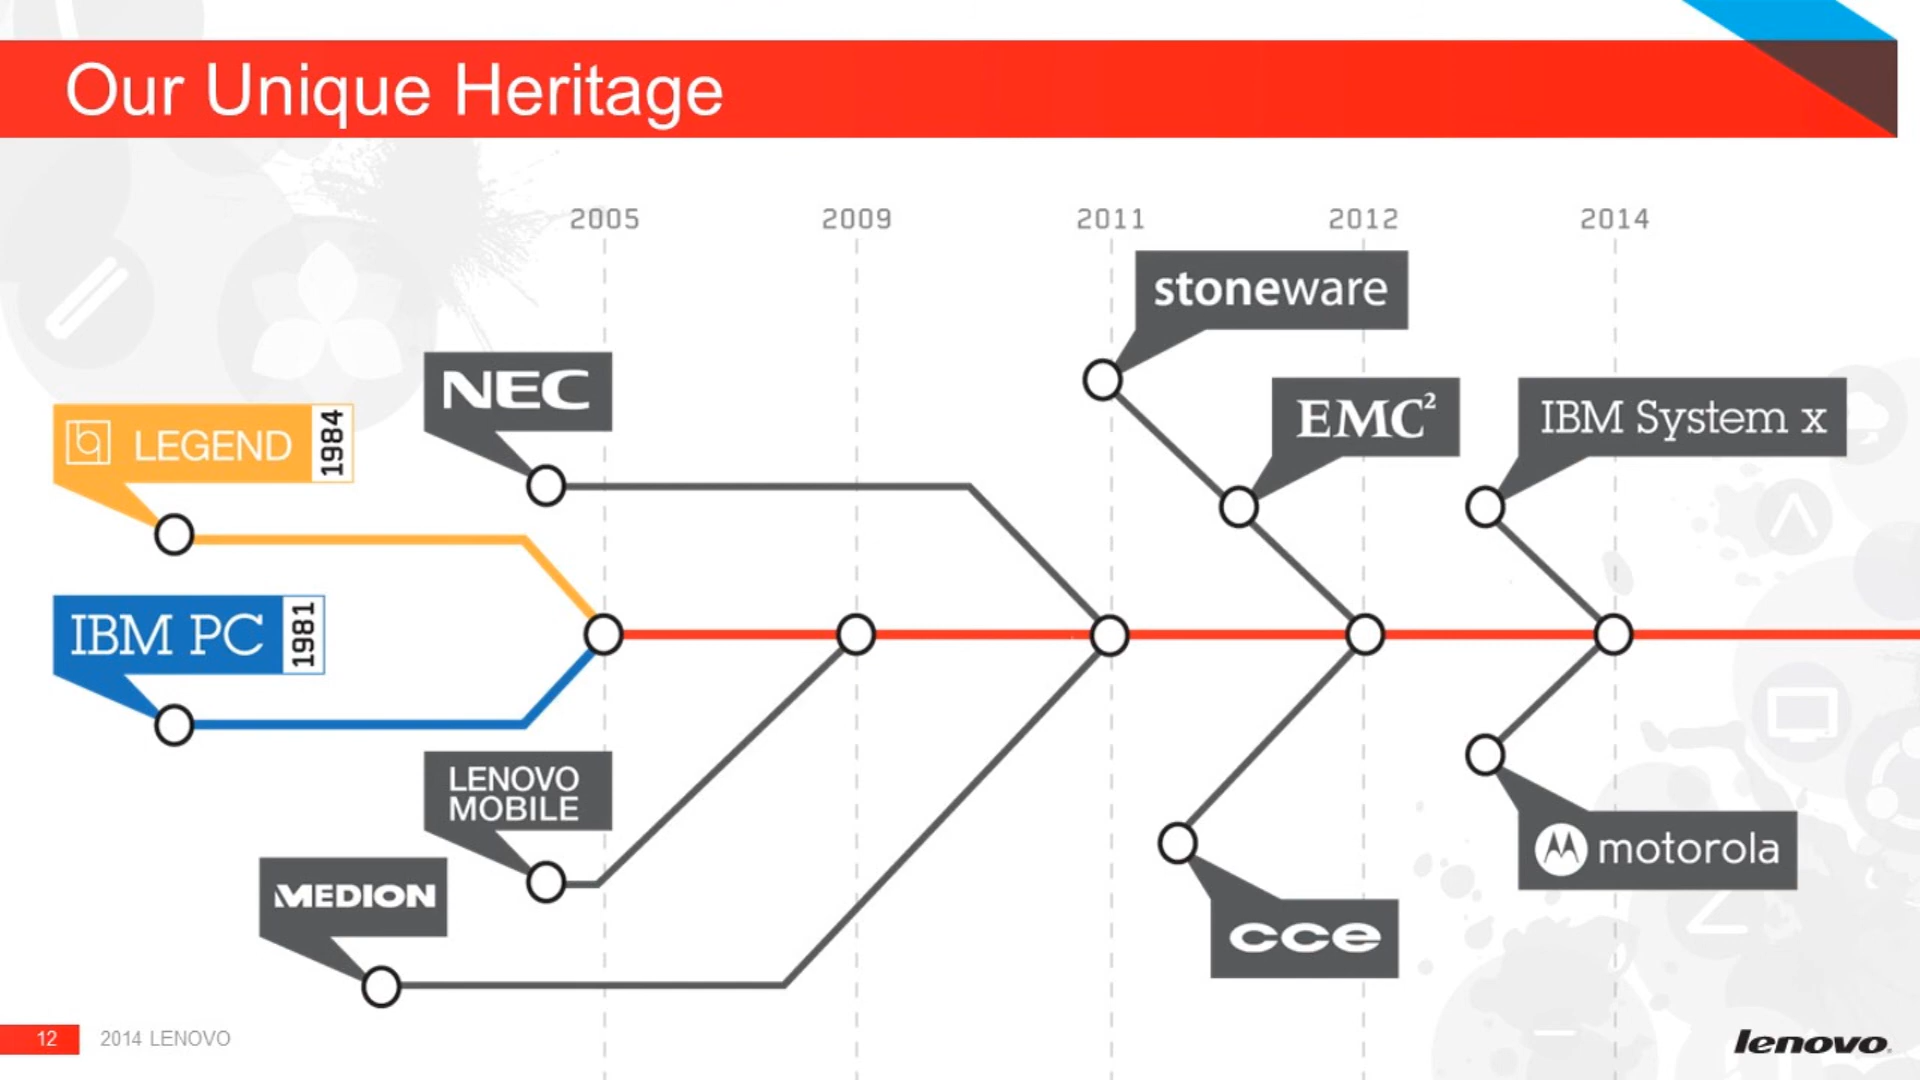 Our Unique Heritage
2005
2009
2011
2012
2014
stoneware
NEC
EMC²
IBM System x
LEGEND
1984
IBM PC
1981
LENOVO
MOBILE
motorola
MEDION
cce
12
2014 LENOVO
lenovo